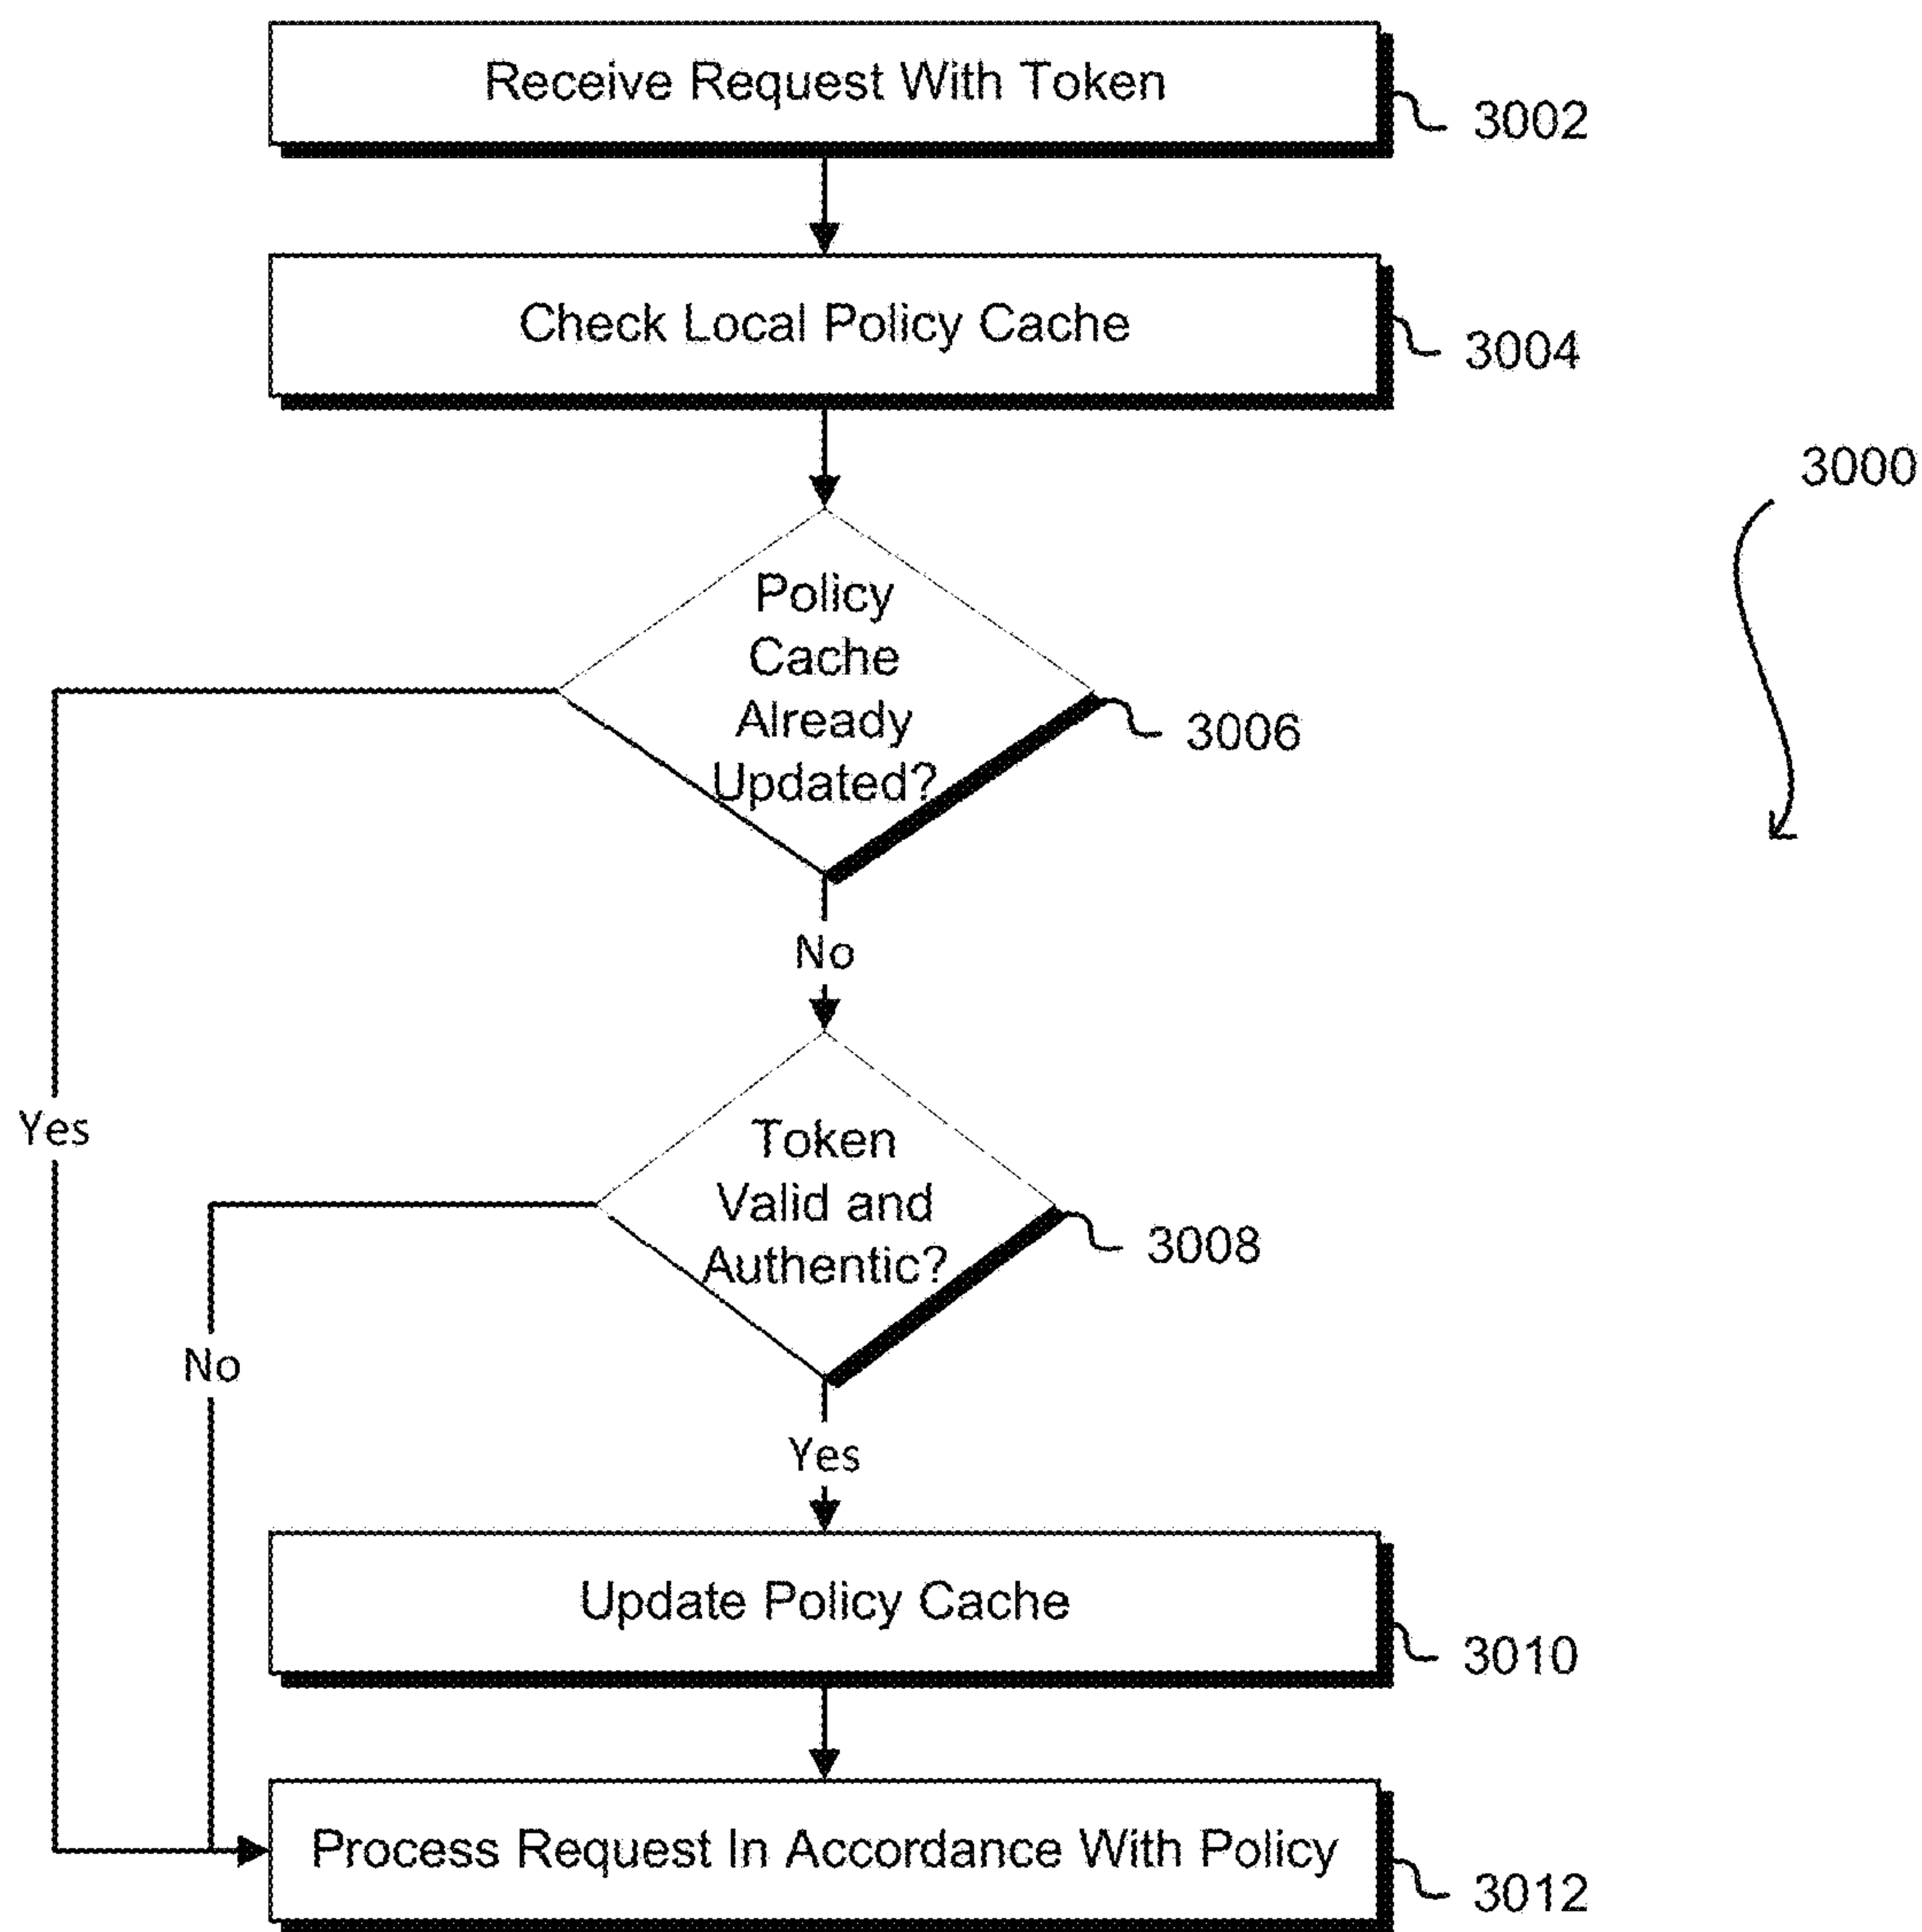 Receive Request With Token
3002
Check Local Policy Cache
3004
3000
Policy
Cache
Already
Updated?
3006
No
Yes
Token
Valid and
Authentic?
3008
No
Yes
Update Policy Cache
3010
Process Request In Accordance With Policy
3012